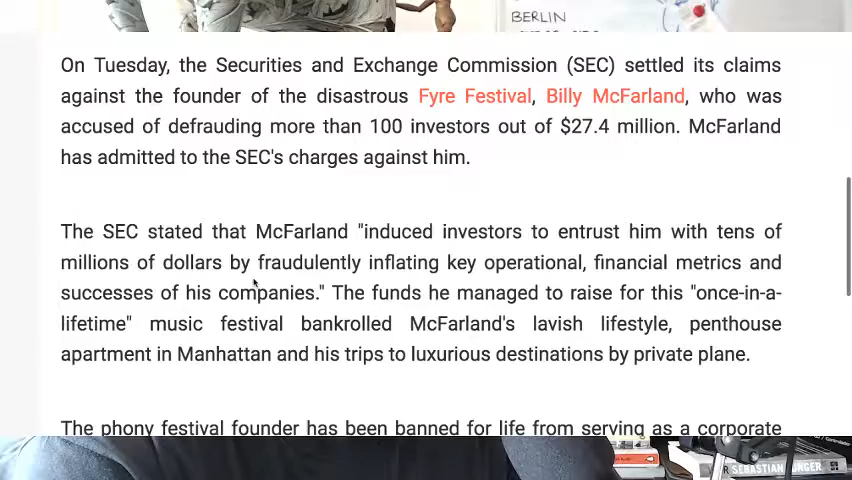 BERLIN
On Tuesday, the Securities and Exchange Commission (SEC) settled its claims
against the founder of the disastrous Fyre Festival, Billy McFarland, who was
accused of defrauding more than 100 investors out of $27.4 million. McFarland
has admitted to the SEC's charges against him.
The SEC stated that McFarland "induced investors to entrust him with tens of
millions of dollars by fraudulently inflating key operational, financial metrics and
successes of his companies." The funds he managed to raise for this "once-in-a-
lifetime" music festival bankrolled McFarland's lavish lifestyle, penthouse
apartment in Manhattan and his trips to luxurious destinations by private plane.
The phony festival founder has been banned for life from serving as a corporate
SEBASTIAN